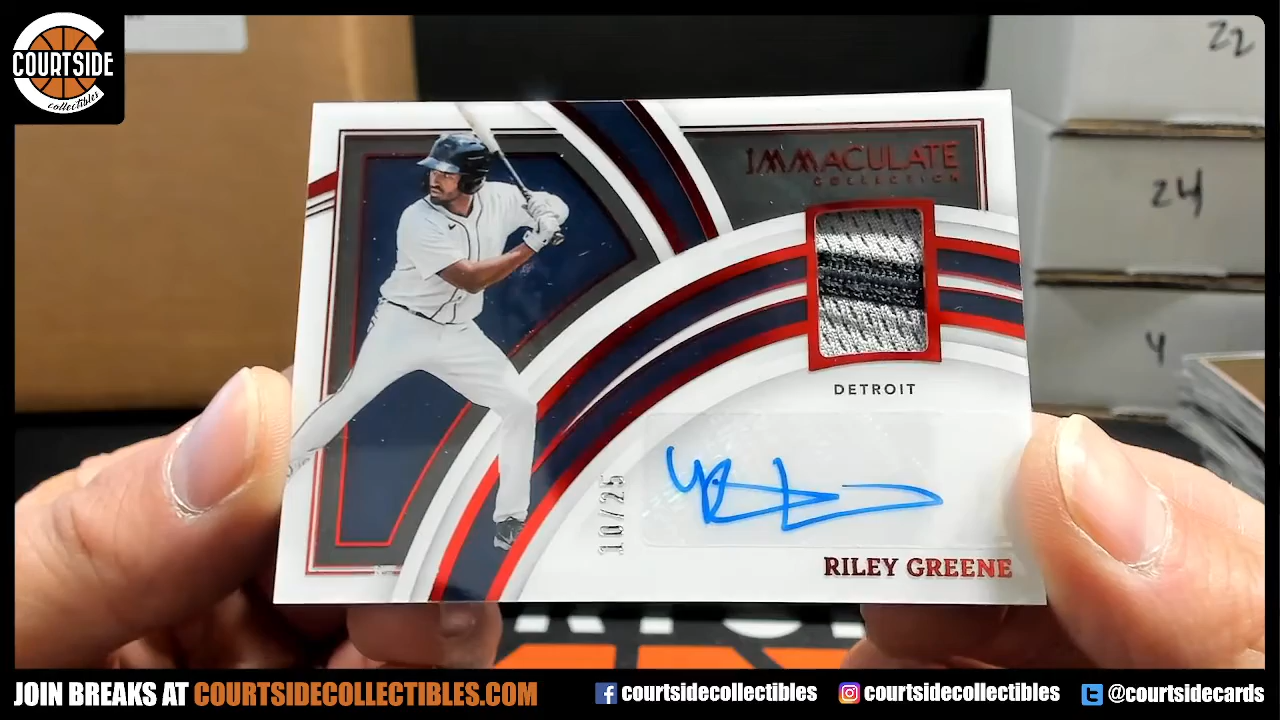 COURTSIDE
collectibles
22
24
4
IMMACULATE
COLLECTION
DETROIT
10/25
RILEY GREENE
JOIN BREAKS AT COURTSIDECOLLECTIBLES.COM
courtsidecollectibles
courtsidecollectibles
@courtsidecards